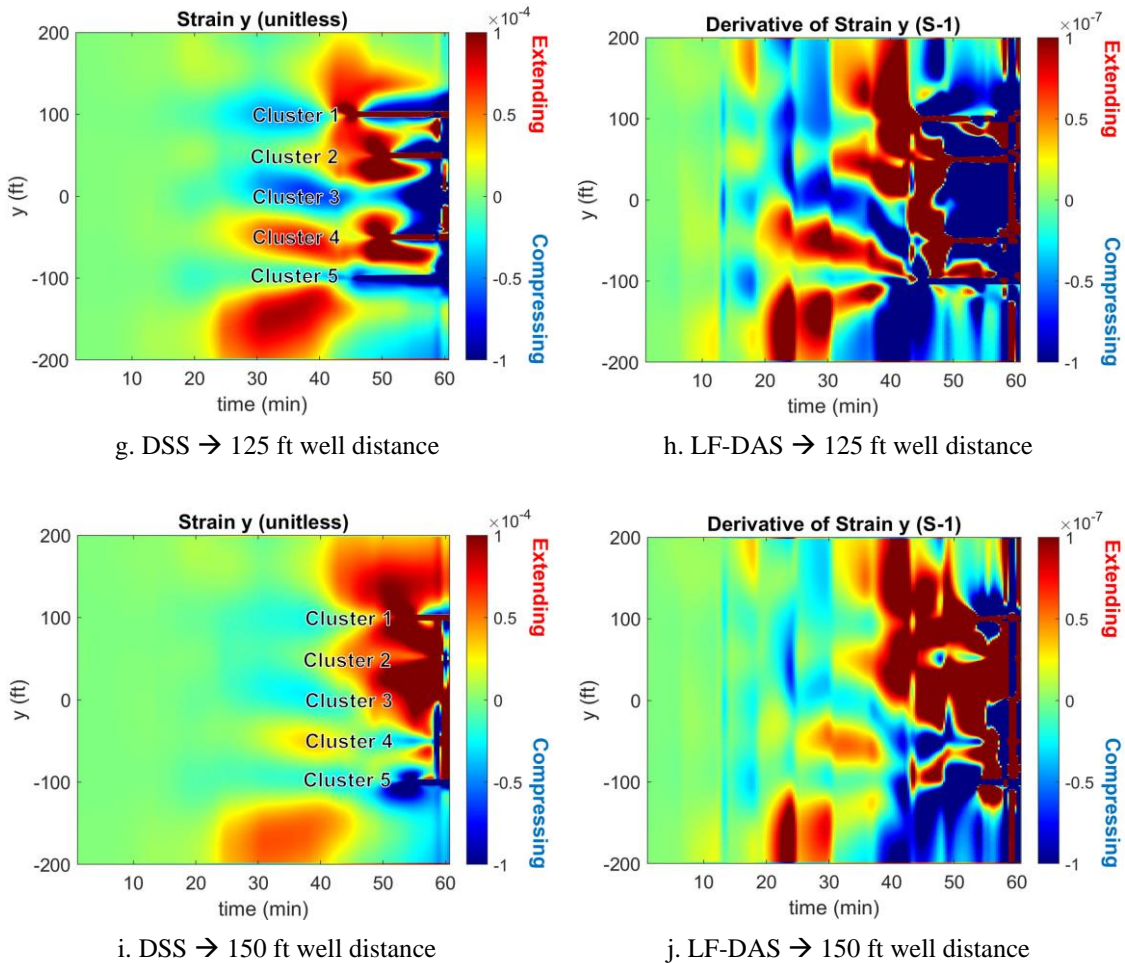 Strain y (unitless)
×10⁻⁴
200
100
0
-100
-200
y (ft)
Cluster 1
Cluster 2
Cluster 3
Cluster 4
Cluster 5
10 20 30 40 50 60
time (min)
1
0.5
0
-0.5
-1
Extending
Compressing
g. DSS → 125 ft well distance
Derivative of Strain y (S-1)
×10⁻⁷
200
100
0
-100
-200
y (ft)
10 20 30 40 50 60
time (min)
1
0.5
0
-0.5
-1
Extending
Compressing
h. LF-DAS → 125 ft well distance
Strain y (unitless)
×10⁻⁴
200
100
0
-100
-200
y (ft)
Cluster 1
Cluster 2
Cluster 3
Cluster 4
Cluster 5
10 20 30 40 50 60
time (min)
1
0.5
0
-0.5
-1
Extending
Compressing
i. DSS → 150 ft well distance
Derivative of Strain y (S-1)
×10⁻⁷
200
100
0
-100
-200
y (ft)
10 20 30 40 50 60
time (min)
1
0.5
0
-0.5
-1
Extending
Compressing
j. LF-DAS → 150 ft well distance